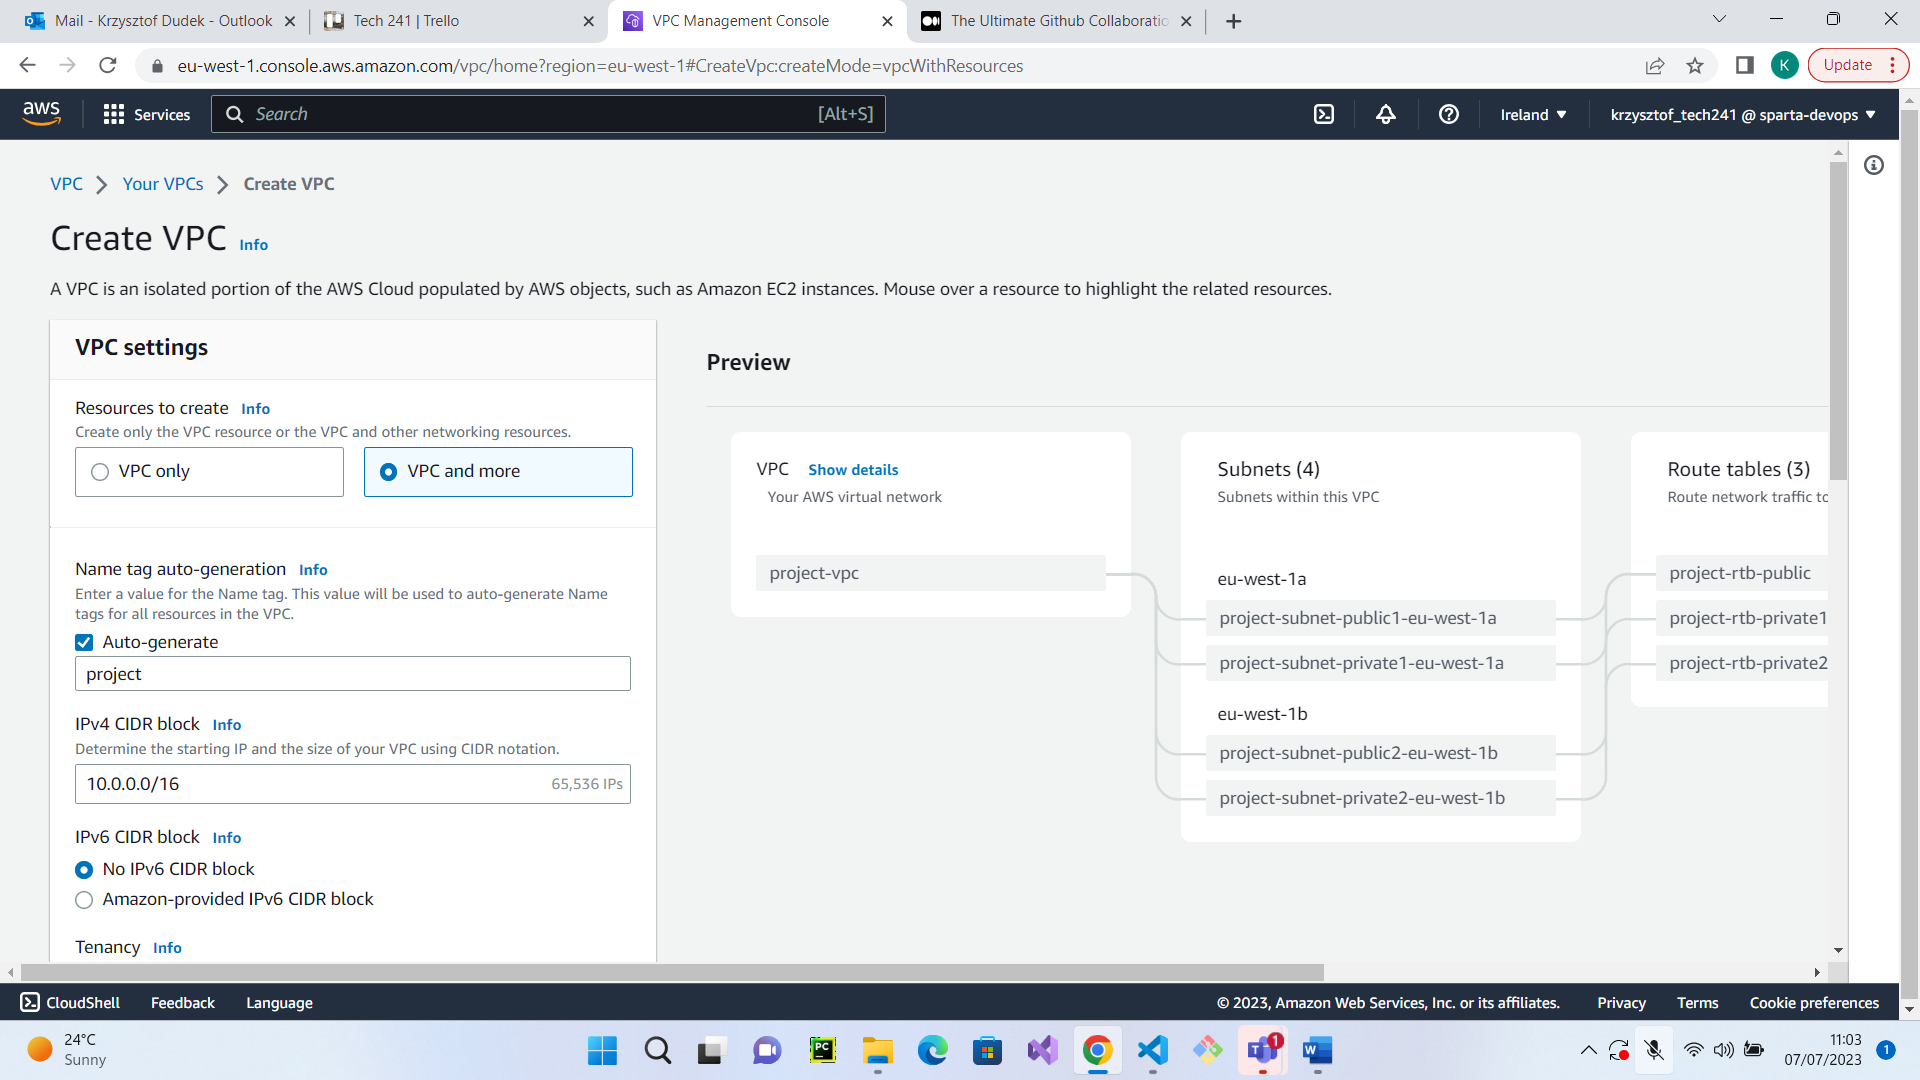 Mail - Krzysztof Dudek - Outlook
Tech 241 | Trello
VPC Management Console
The Ultimate Github Collaboratio
eu-west-1.console.aws.amazon.com/vpc/home?region=eu-west-1#CreateVpc:createMode=vpcWithResources
K
Update
aws
Services
Search
[Alt+S]
Ireland
krzysztof_tech241 @ sparta-devops
VPC
Your VPCs
Create VPC
Create VPC Info
A VPC is an isolated portion of the AWS Cloud populated by AWS objects, such as Amazon EC2 instances. Mouse over a resource to highlight the related resources.
VPC settings
Resources to create Info
Create only the VPC resource or the VPC and other networking resources.
VPC only
VPC and more
Name tag auto-generation Info
Enter a value for the Name tag. This value will be used to auto-generate Name
tags for all resources in the VPC.
Auto-generate
project
IPv4 CIDR block Info
Determine the starting IP and the size of your VPC using CIDR notation.
10.0.0.0/16
65,536 IPs
IPv6 CIDR block Info
No IPv6 CIDR block
Amazon-provided IPv6 CIDR block
Tenancy Info
Preview
VPC Show details
Your AWS virtual network
project-vpc
Subnets (4)
Subnets within this VPC
eu-west-1a
project-subnet-public1-eu-west-1a
project-subnet-private1-eu-west-1a
eu-west-1b
project-subnet-public2-eu-west-1b
project-subnet-private2-eu-west-1b
Route tables (3)
Route network traffic to
project-rtb-public
project-rtb-private1
project-rtb-private2
CloudShell
Feedback
Language
© 2023, Amazon Web Services, Inc. or its affiliates.
Privacy
Terms
Cookie preferences
24°C
Sunny
PC
1
W
11:03
07/07/2023
1